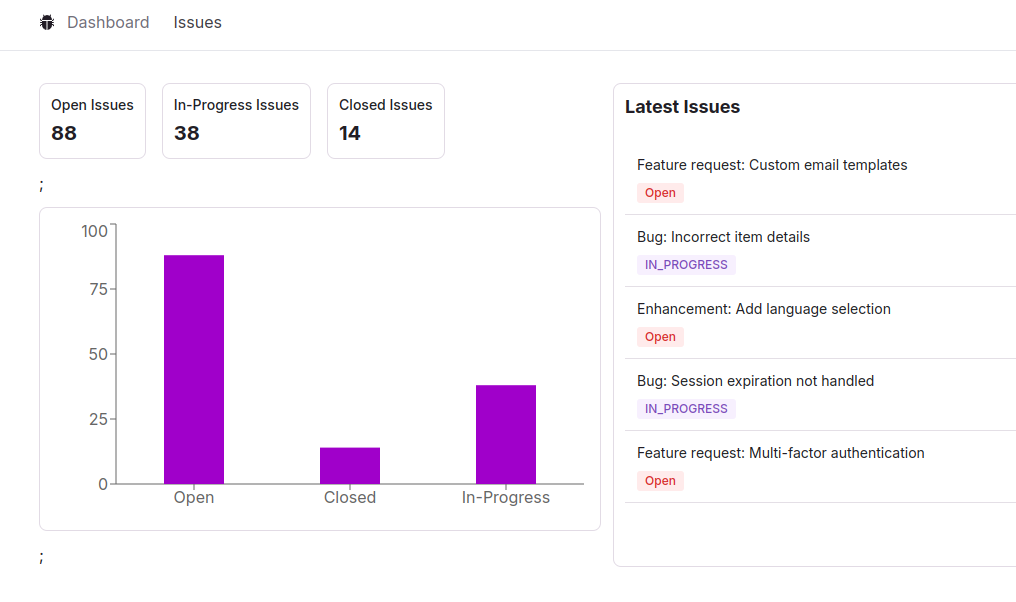 Dashboard Issues
Open Issues
88
In-Progress Issues
38
Closed Issues
14
;
100
75
50
25
0
Open Closed In-Progress
;
Latest Issues
Feature request: Custom email templates
Open
Bug: Incorrect item details
IN_PROGRESS
Enhancement: Add language selection
Open
Bug: Session expiration not handled
IN_PROGRESS
Feature request: Multi-factor authentication
Open